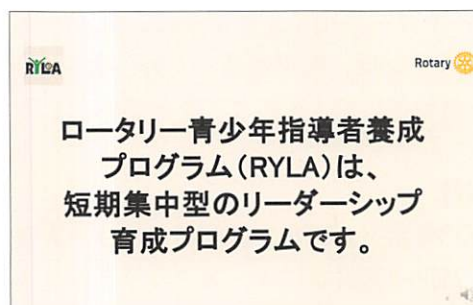 RYLA
Rotary
ロータリー青少年指導者養成
プログラム(RYLA)は、
短期集中型のリーダーシップ
育成プログラムです。